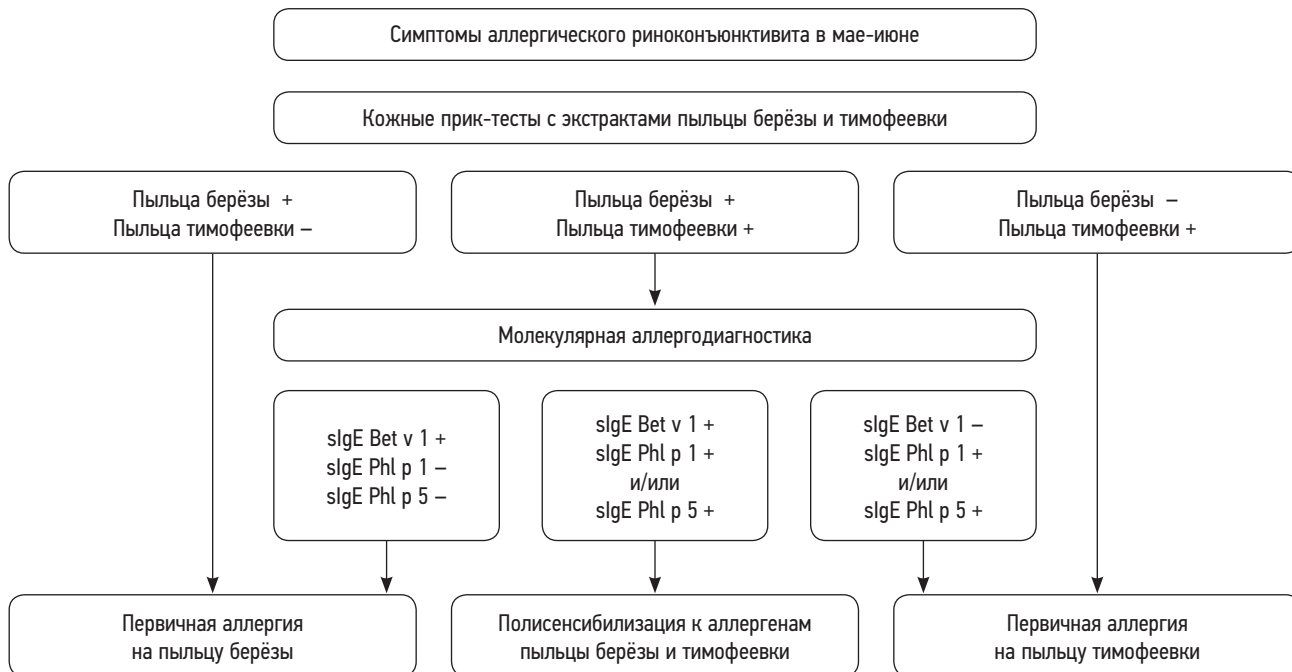 Симптомы аллергического риноконъюнктивита в мае-июне
Кожные прик-тесты с экстрактами пыльцы берёзы и тимофеевки
Пыльца берёзы +
Пыльца тимофеевки –
Пыльца берёзы +
Пыльца тимофеевки +
Пыльца берёзы –
Пыльца тимофеевки +
Молекулярная аллергодиагностика
sIgE Bet v 1 +
sIgE Phl p 1 –
sIgE Phl p 5 –
sIgE Bet v 1 +
sIgE Phl p 1 +
и/или
sIgE Phl p 5 +
sIgE Bet v 1 –
sIgE Phl p 1 +
и/или
sIgE Phl p 5 +
Первичная аллергия
на пыльцу берёзы
Полисенсибилизация к аллергенам
пыльцы берёзы и тимофеевки
Первичная аллергия
на пыльцу тимофеевки